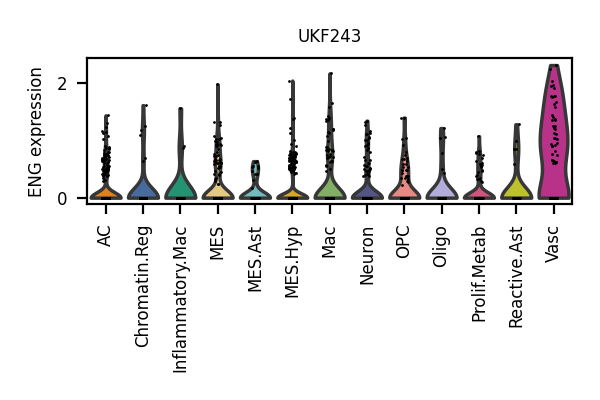 UKF243
ENG expression
2
0
AC
Chromatin.Reg
Inflammatory.Mac
MES
MES.Ast
MES.Hyp
Mac
Neuron
OPC
Oligo
Prolif.Metab
Reactive.Ast
Vasc